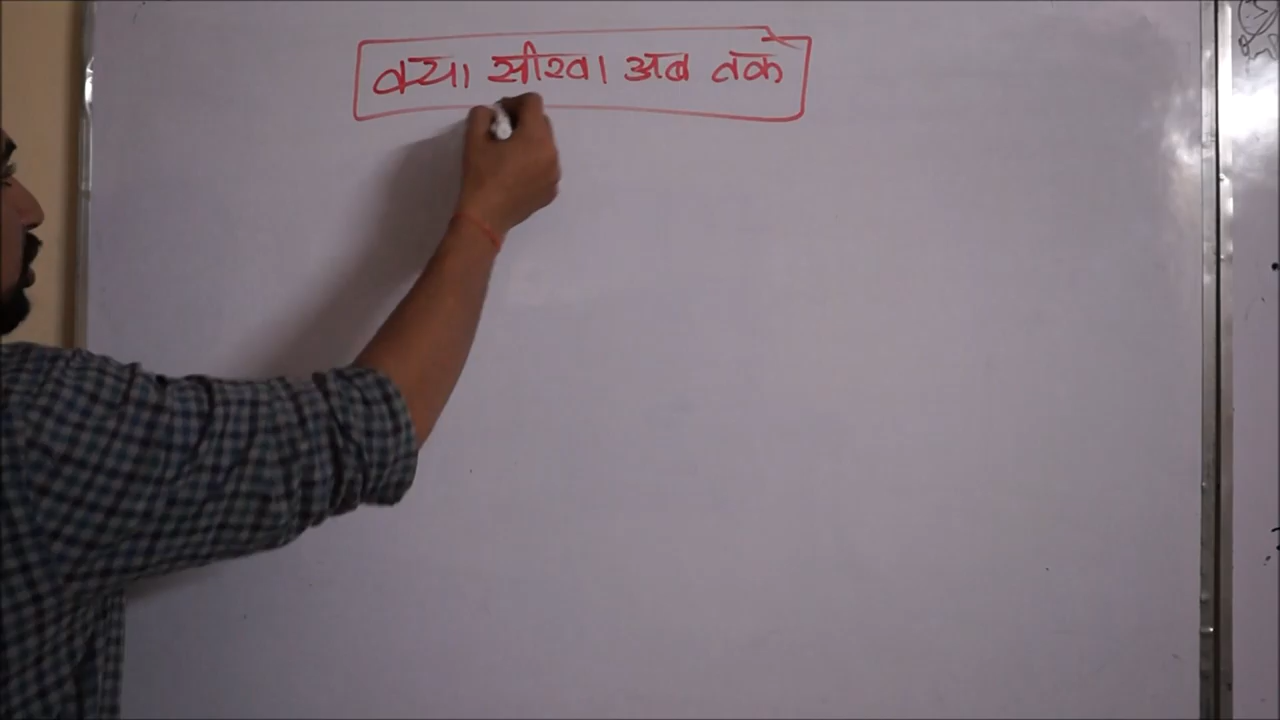 क्या सीखा अब तक